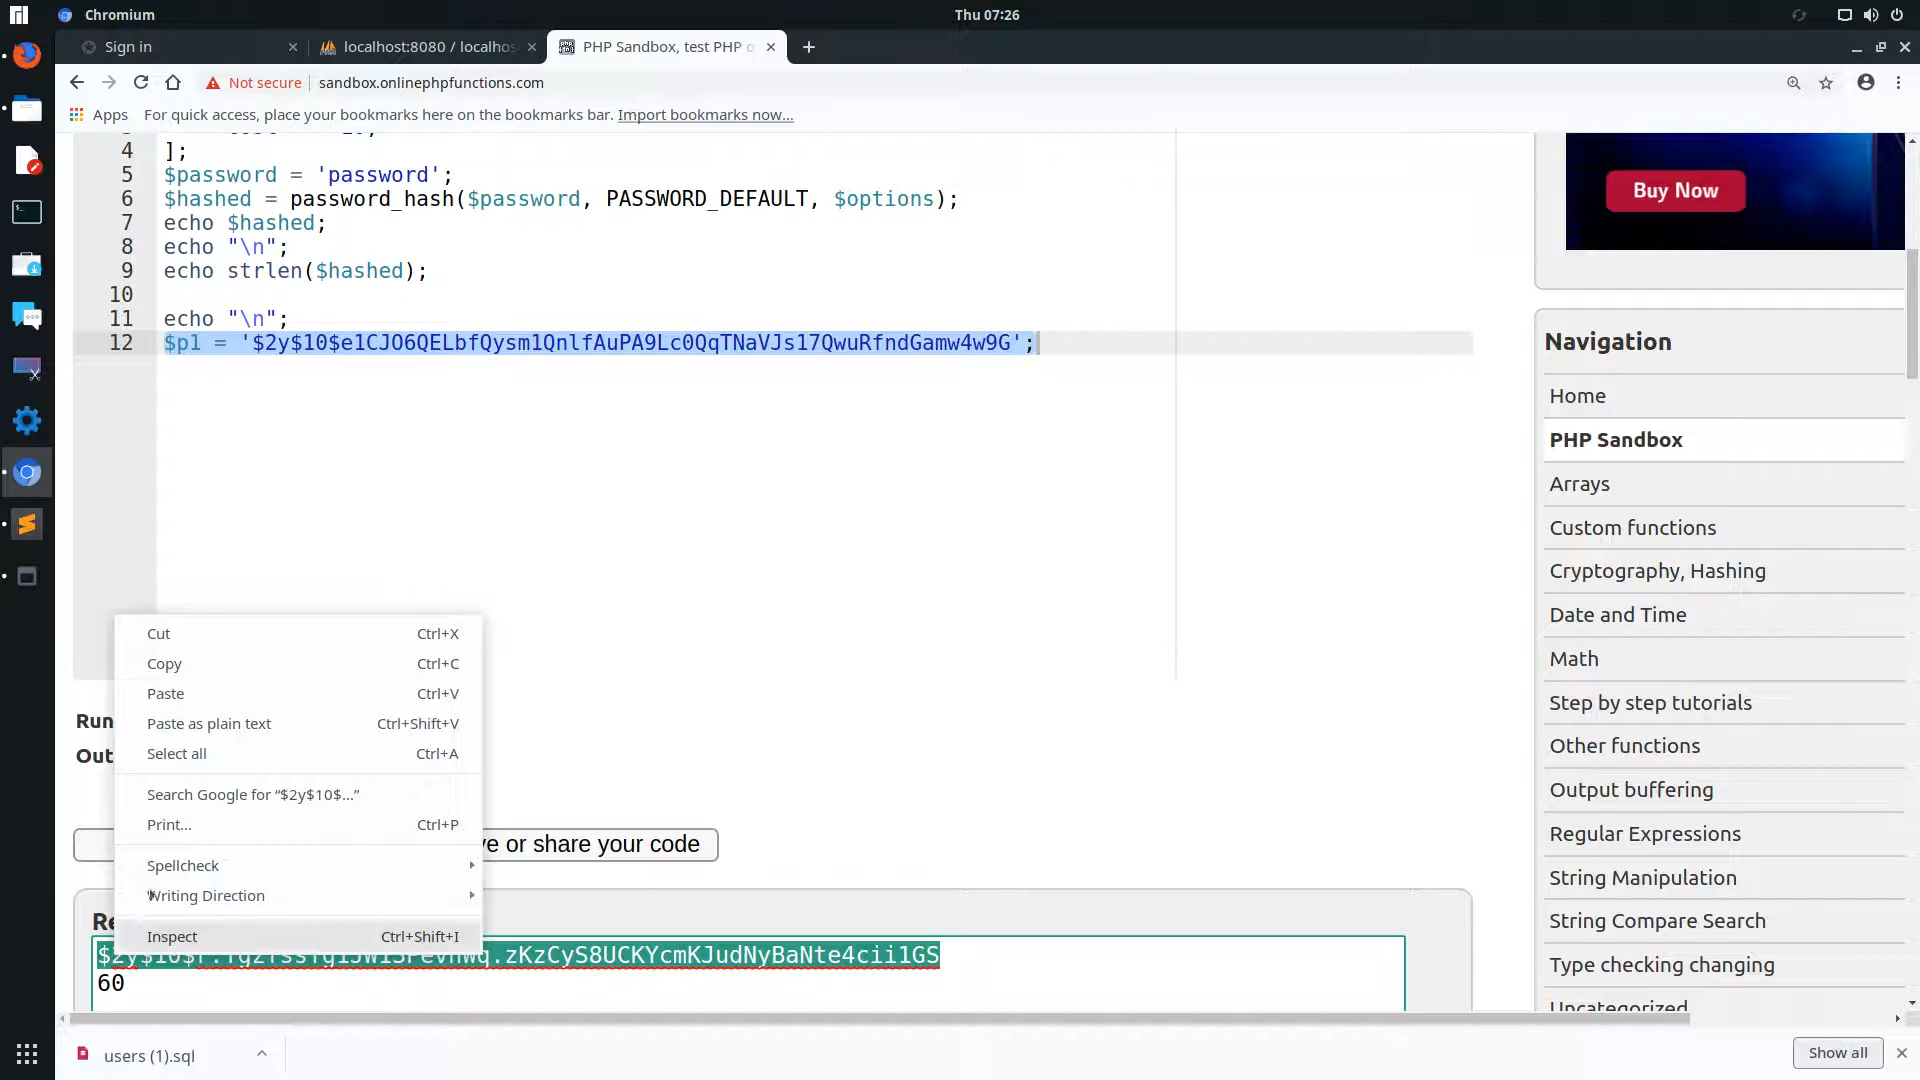 Chromium
Thu 07:26
Sign in
localhost:8080 / localhos
PHP Sandbox, test PHP o
Not secure
sandbox.onlinephpfunctions.com
Apps
For quick access, place your bookmarks here on the bookmarks bar. Import bookmarks now...
4 ];
5 $password = 'password';
6 $hashed = password_hash($password, PASSWORD_DEFAULT, $options);
7 echo $hashed;
8 echo "\n";
9 echo strlen($hashed);
10
11 echo "\n";
12 $p1 = '$2y$10$e1CJO6QELbfQysm1QnlfAuPA9Lc0QqTNaVJs17QwuRfndGamw4w9G';
Buy Now
Navigation
Home
PHP Sandbox
Arrays
Custom functions
Cryptography, Hashing
Date and Time
Math
Step by step tutorials
Other functions
Output buffering
Regular Expressions
String Manipulation
String Compare Search
Type checking changing
Uncategorized
Cut Ctrl+X
Copy Ctrl+C
Paste Ctrl+V
Paste as plain text Ctrl+Shift+V
Select all Ctrl+A
Search Google for “$2y$10$...”
Print... Ctrl+P
Spellcheck
Writing Direction
Inspect Ctrl+Shift+I
Run
Out
ve or share your code
Re
.zKzCyS8UCKYcmKJudNyBaNte4cii1GS
60
users (1).sql
Show all